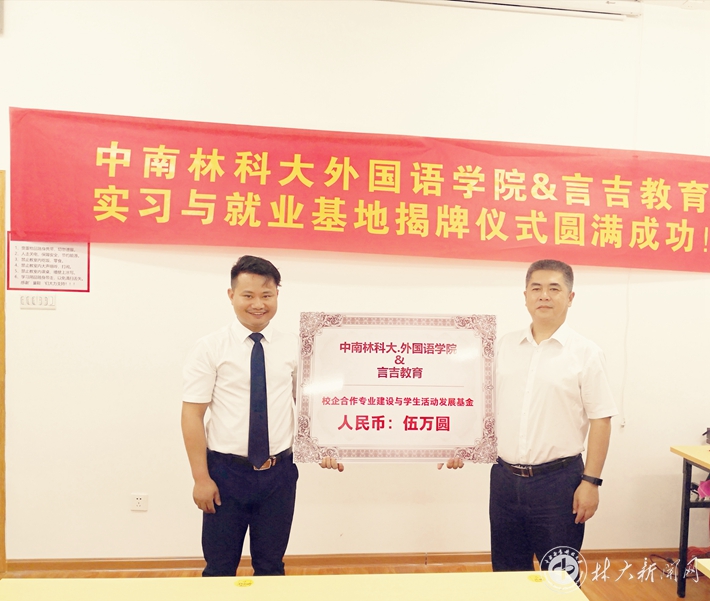 中南林科大外国语学院&言吉教育
实习与就业基地揭牌仪式圆满成功!
中南林科大.外国语学院
&
言吉教育
校企合作专业建设与学生活动发展基金
人民币：伍万圆
林大新闻网